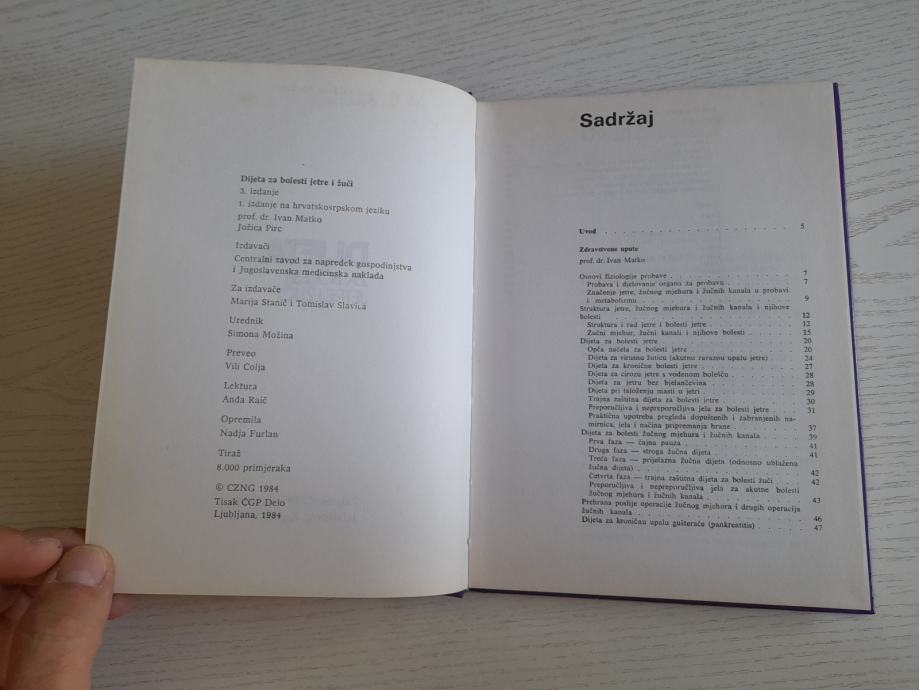 Dijeta za bolesti jetre i žuči
3. izdanje
1. izdanje na hrvatskosrpskom jeziku
prof. dr. Ivan Matko
Jožica Pirc
Izdavači
Centralni zavod za napredek gospodinjstva
i Jugoslavenska medicinska naklada
Za izdavače
Marija Stanič i Tomislav Slavica
Urednik
Simona Možina
Preveo
Vili Colja
Lektura
Anđa Raič
Opremila
Nadja Furlan
Tiraž
8.000 primjeraka
© CZNG 1984
Tisak ČGP Delo
Ljubljana, 1984
Sadržaj
Uvod . . . . . . . . . . 5
Zdravstvene upute
prof. dr. Ivan Matko
Osnovi fiziologije probave . . . . . . . . . . 7
Probava i djelovanje organa za probavu . . . . . . . . . . 7
Značenje jetre, žučnog mjehura i žučnih kanala u probavi
i metabolizmu . . . . . . . . . . 9
Struktura jetre, žučnog mjehura i žučnih kanala i njihove
bolesti . . . . . . . . . . 12
Struktura i rad jetre i bolesti jetre . . . . . . . . . . 12
Žučni mjehur, žučni kanali i njihove bolesti . . . . . . . . . . 15
Dijeta za bolesti jetre . . . . . . . . . . 20
Opća načela za bolesti jetre . . . . . . . . . . 20
Dijeta za virusnu žuticu (akutnu zaraznu upalu jetre) . . . . . 24
Dijeta za kronične bolesti jetre . . . . . . . . . . 27
Dijeta za cirozu jetre s vodenom bolešću . . . . . . . . . . 28
Dijeta za jetru bez bjelančevina . . . . . . . . . . 28
Dijeta pri taloženju masti u jetri . . . . . . . . . . 29
Trajna zaštitna dijeta za bolesti jetre . . . . . . . . . . 30
Preporučljiva i nepreporučljiva jela za bolesti jetre . . . . . 31
Praktična upotreba pregleda dopuštenih i zabranjenih na-
mirnica, jela i načina pripremanja hrane . . . . . . . . . . 37
Dijeta za bolesti žučnog mjehura i žučnih kanala . . . . . . . . . . 39
Prva faza — čajna pauza . . . . . . . . . . 41
Druga faza — stroga žučna dijeta . . . . . . . . . . 41
Treća faza — prijelazna žučna dijeta (odnosno ublažena
žučna dijeta) . . . . . . . . . . 42
Četvrta faza — trajna zaštitna dijeta za bolesti žuči . . . . . 42
Preporučljiva i nepreporučljiva jela za akutne bolesti
žučnog mjehura i žučnih kanala . . . . . . . . . . 43
Prehrana poslije operacije žučnog mjehura i drugih operacija
žučnih kanala . . . . . . . . . . 46
Dijeta za kroničnu upalu gušterače (pankreatitis) . . . . . 47